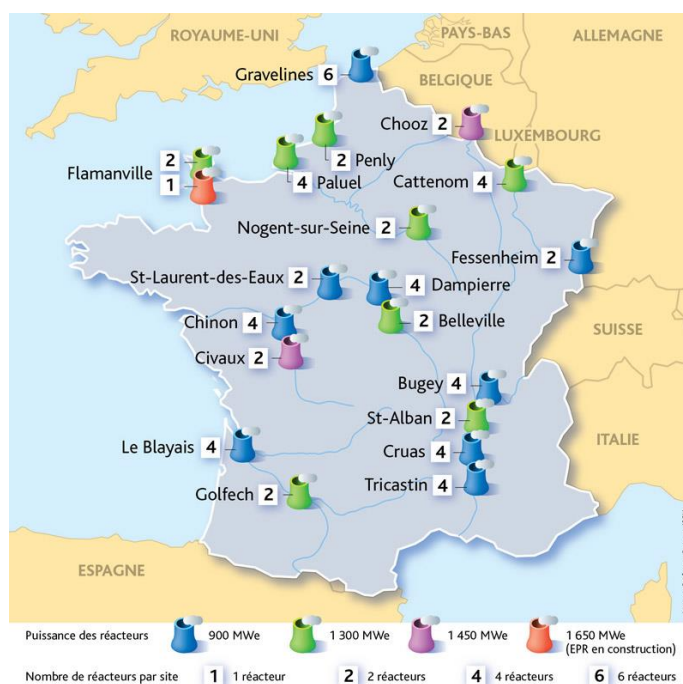 ROYAUME-UNI
PAYS-BAS
ALLEMAGNE
Gravelines 6
BELGIQUE
Chooz 2
LUXEMBOURG
2 Penly
Flamanville 2
1
4 Paluel
Cattenom 4
Nogent-sur-Seine 2
Fessenheim 2
St-Laurent-des-Eaux 2
4 Dampierre
Chinon 4
2 Belleville
SUISSE
Civaux 2
Bugey 4
St-Alban 2
ITALIE
Le Blayais 4
Cruas 4
Golfech 2
Tricastin 4
ESPAGNE
Puissance des réacteurs 900 MWe 1 300 MWe 1 450 MWe 1 650 MWe
(EPR en construction)
Nombre de réacteurs par site 1 1 réacteur 2 2 réacteurs 4 4 réacteurs 6 6 réacteurs